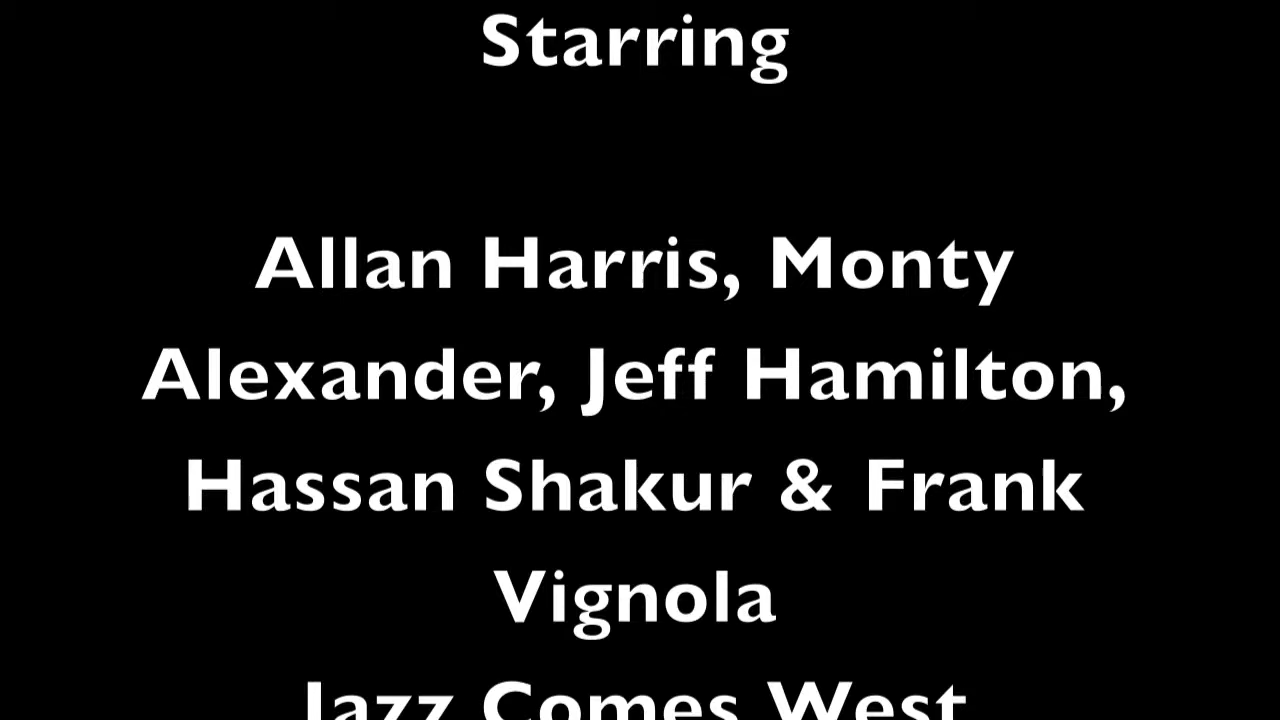 Starring
Allan Harris, Monty
Alexander, Jeff Hamilton,
Hassan Shakur & Frank
Vignola
Jazz Comes West